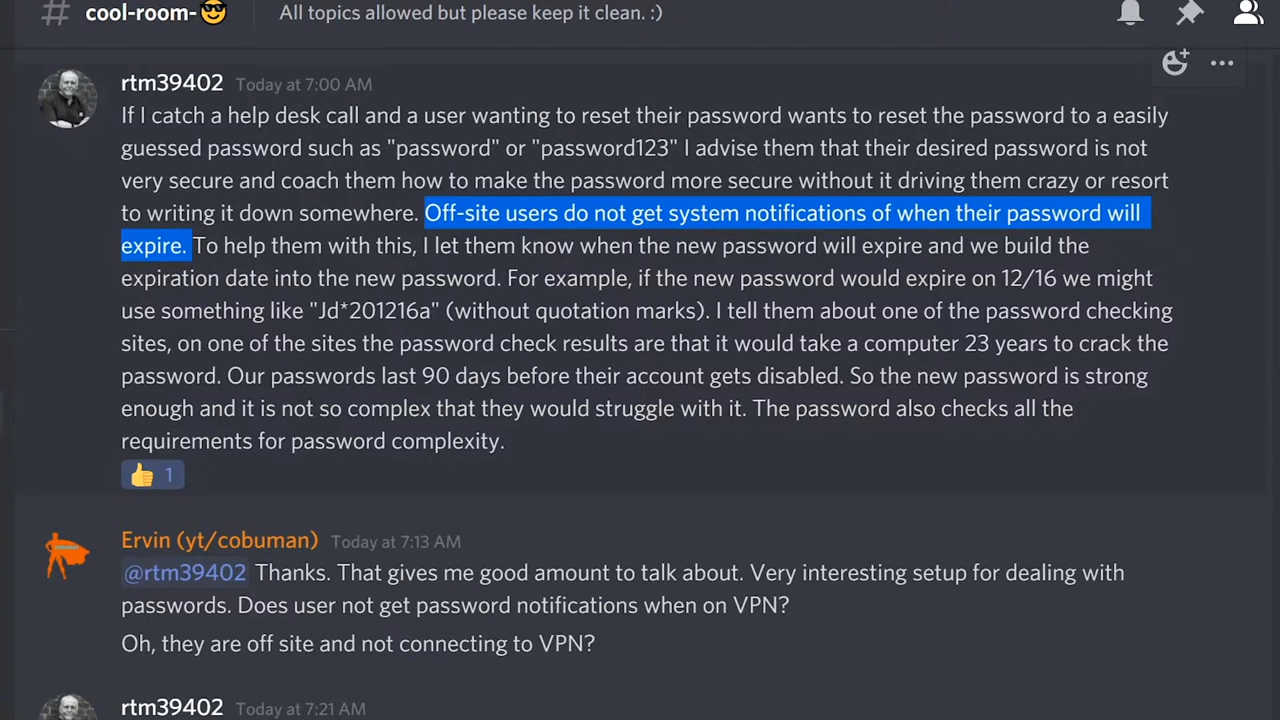 # cool-room-😎 All topics allowed but please keep it clean. :)
rtm39402 Today at 7:00 AM
If I catch a help desk call and a user wanting to reset their password wants to reset the password to a easily
guessed password such as "password" or "password123" I advise them that their desired password is not
very secure and coach them how to make the password more secure without it driving them crazy or resort
to writing it down somewhere. Off-site users do not get system notifications of when their password will
expire. To help them with this, I let them know when the new password will expire and we build the
expiration date into the new password. For example, if the new password would expire on 12/16 we might
use something like "Jd*201216a" (without quotation marks). I tell them about one of the password checking
sites, on one of the sites the password check results are that it would take a computer 23 years to crack the
password. Our passwords last 90 days before their account gets disabled. So the new password is strong
enough and it is not so complex that they would struggle with it. The password also checks all the
requirements for password complexity.
👍 1
Ervin (yt/cobuman) Today at 7:13 AM
@rtm39402 Thanks. That gives me good amount to talk about. Very interesting setup for dealing with
passwords. Does user not get password notifications when on VPN?
Oh, they are off site and not connecting to VPN?
rtm39402 Today at 7:21 AM